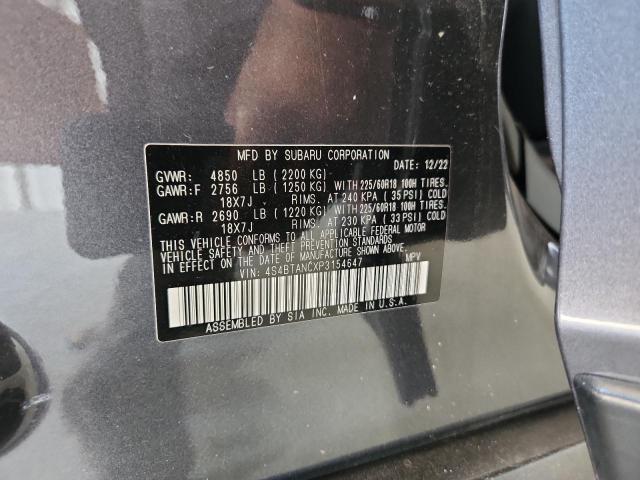 MFD BY SUBARU CORPORATION
DATE: 12/22
GVWR: 4850 LB ( 2200 KG)
GAWR:F 2756 LB ( 1250 KG) WITH 225/60R18 100H TIRES.
18X7J RIMS. AT 240 KPA ( 35 PSI) COLD
GAWR:R 2690 LB ( 1220 KG) WITH 225/60R18 100H TIRES.
18X7J RIMS. AT 230 KPA ( 33 PSI) COLD
THIS VEHICLE CONFORMS TO ALL APPLICABLE FEDERAL MOTOR
VEHICLE SAFETY, BUMPER, AND THEFT PREVENTION STANDARDS
IN EFFECT ON THE DATE OF MANUFACTURE SHOWN ABOVE.
VIN: 4S4BTANCXP3154647 MPV
ASSEMBLED BY SIA INC. MADE IN U.S.A.